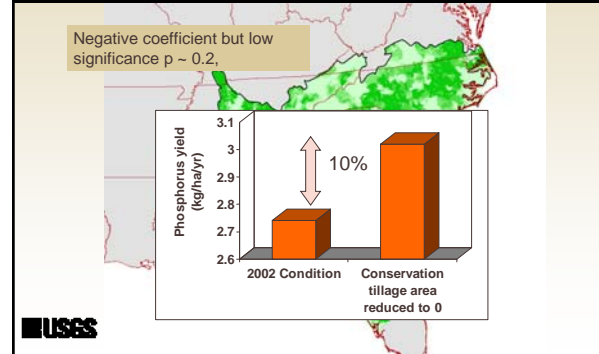 Negative coefficient but low
significance p ~ 0.2,
Phosphorus yield
(kg/ha/yr)
3.1
3
2.9
2.8
2.7
2.6
10%
2002 Condition
Conservation
tillage area
reduced to 0
USGS